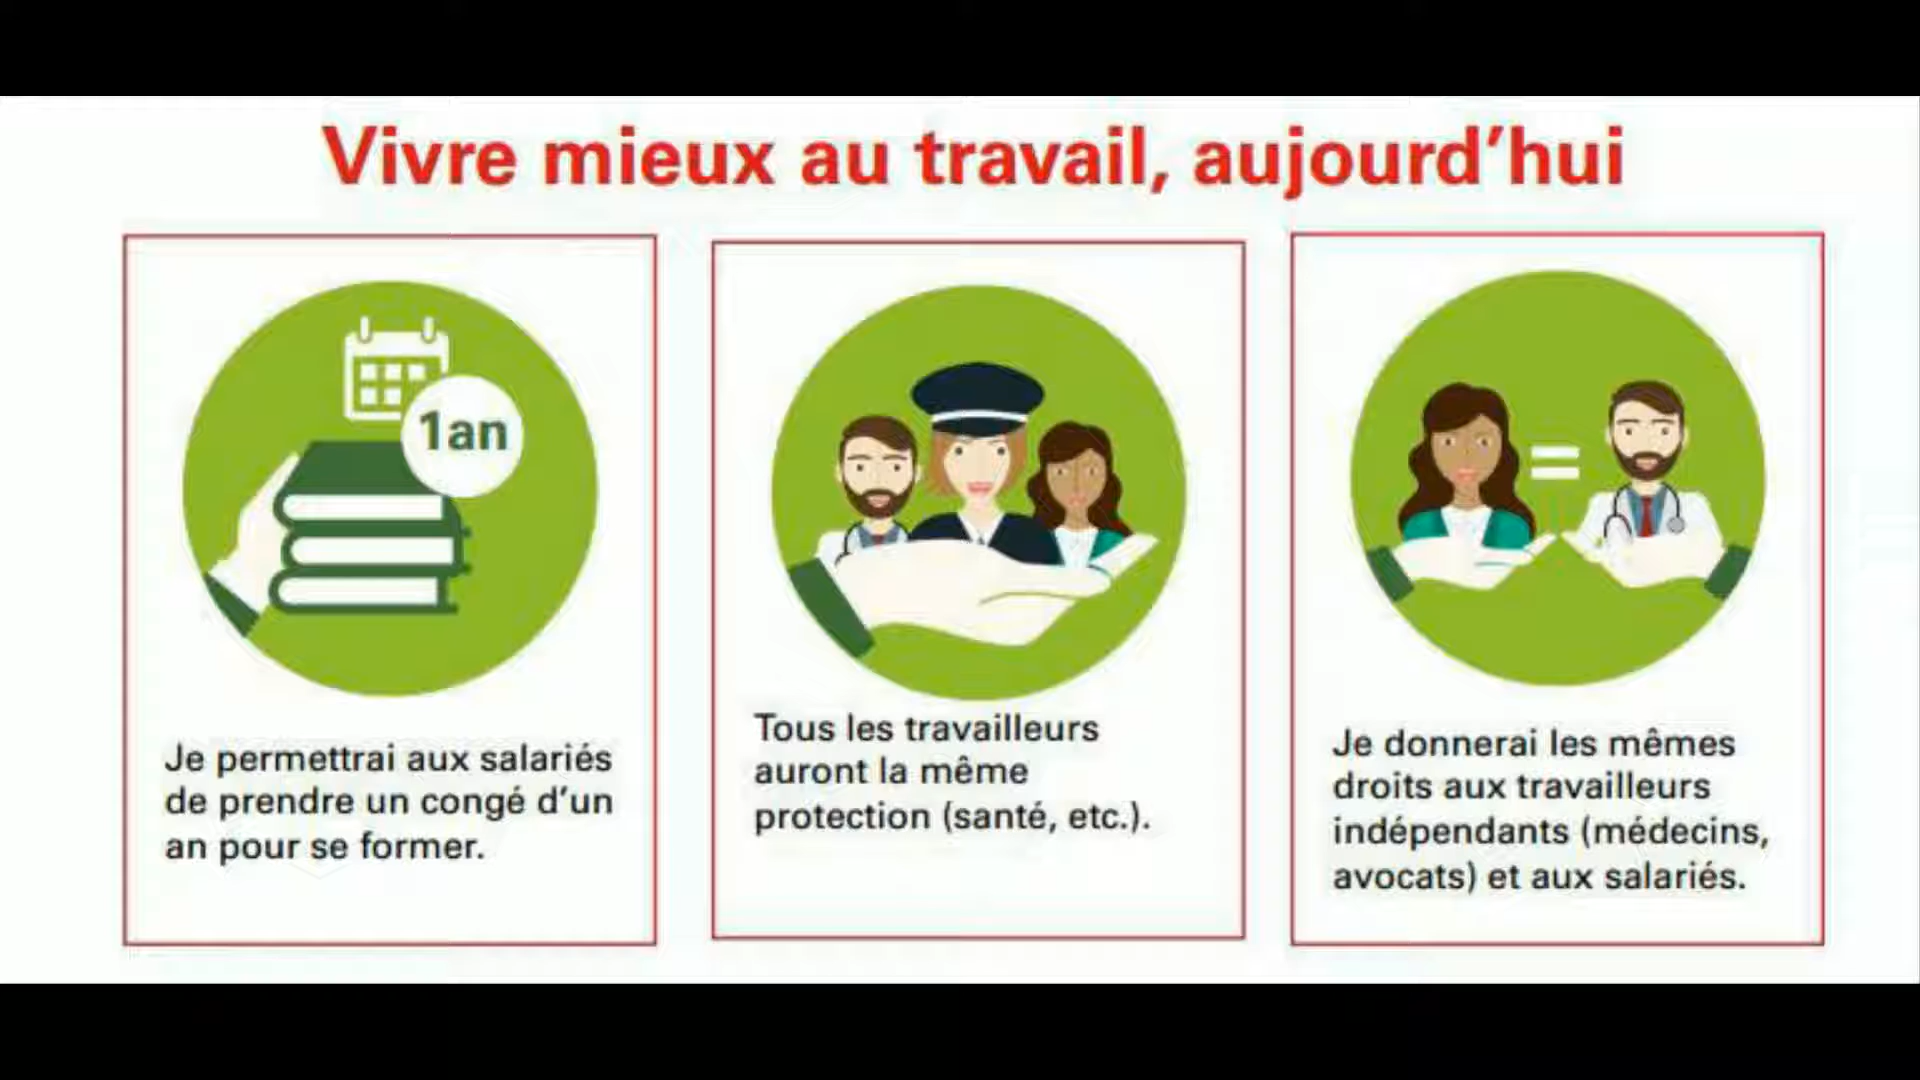 Vivre mieux au travail, aujourd'hui
1an
Je permettrai aux salariés
de prendre un congé d'un
an pour se former.
Tous les travailleurs
auront la même
protection (santé, etc.).
Je donnerai les mêmes
droits aux travailleurs
indépendants (médecins,
avocats) et aux salariés.